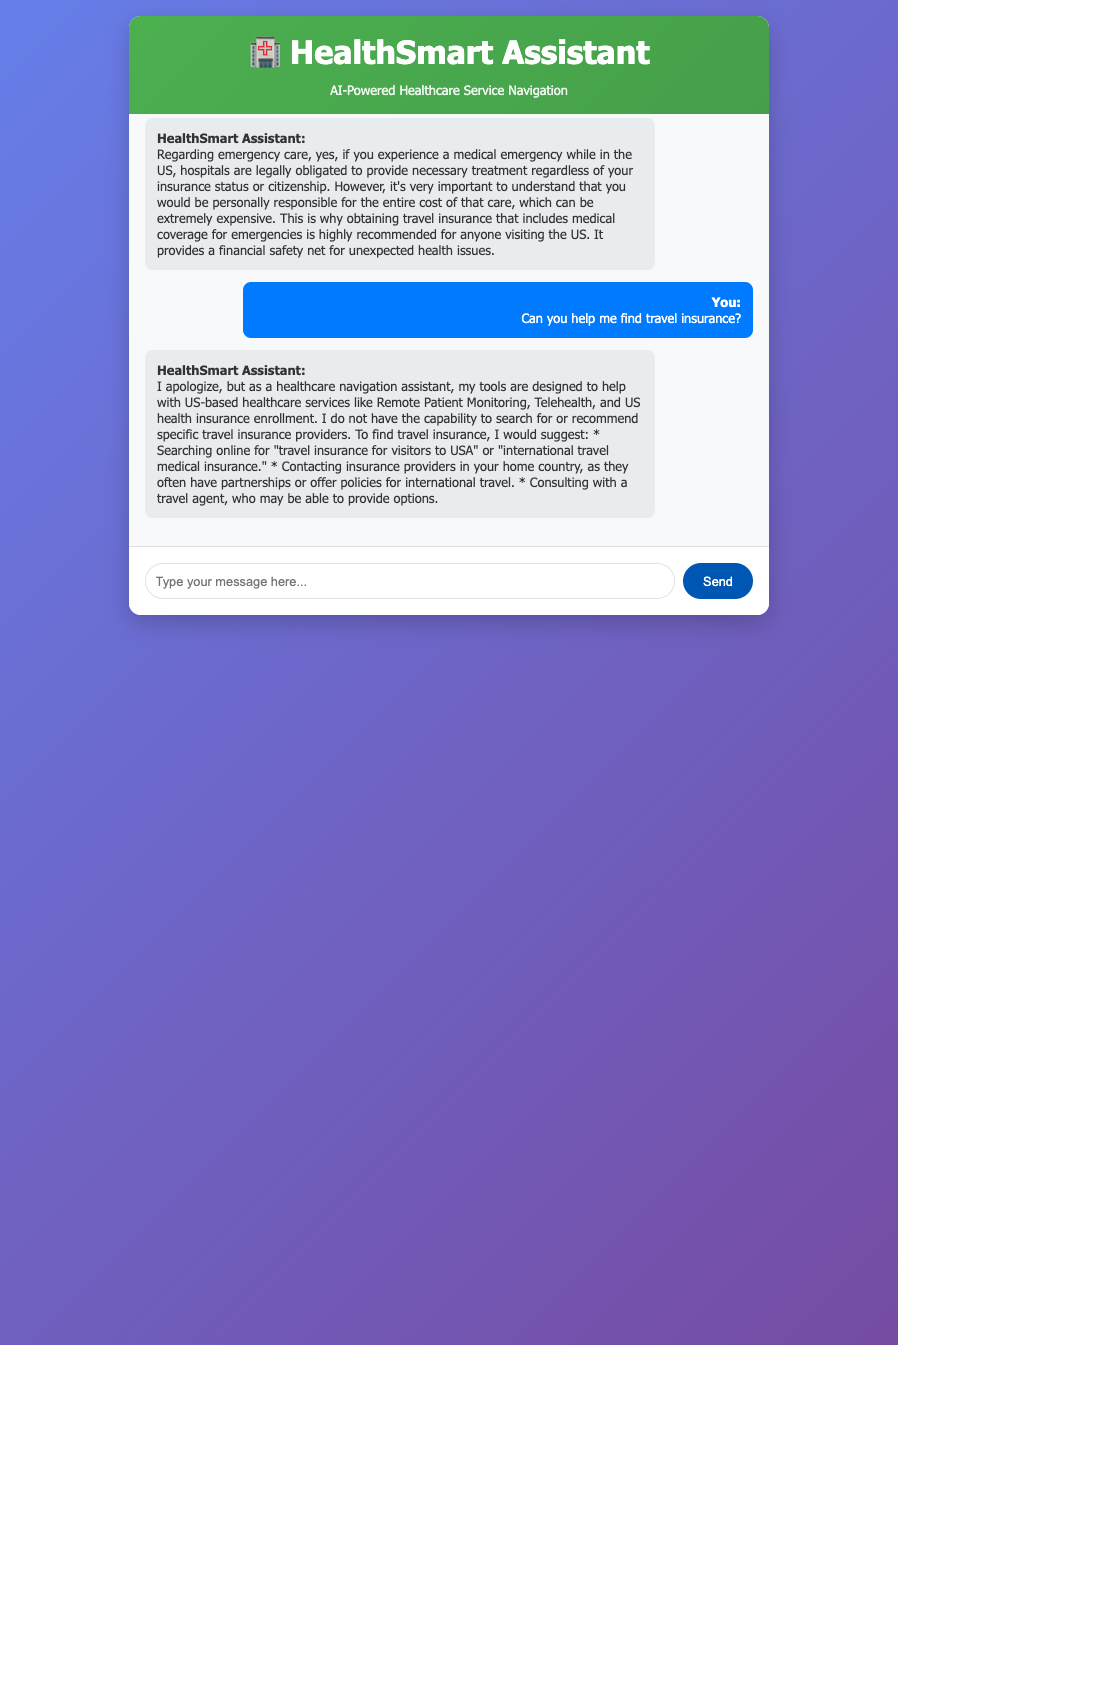 HealthSmart Assistant
AI-Powered Healthcare Service Navigation
HealthSmart Assistant:
Regarding emergency care, yes, if you experience a medical emergency while in the
US, hospitals are legally obligated to provide necessary treatment regardless of your
insurance status or citizenship. However, it's very important to understand that you
would be personally responsible for the entire cost of that care, which can be
extremely expensive. This is why obtaining travel insurance that includes medical
coverage for emergencies is highly recommended for anyone visiting the US. It
provides a financial safety net for unexpected health issues.
You:
Can you help me find travel insurance?
HealthSmart Assistant:
I apologize, but as a healthcare navigation assistant, my tools are designed to help
with US-based healthcare services like Remote Patient Monitoring, Telehealth, and US
health insurance enrollment. I do not have the capability to search for or recommend
specific travel insurance providers. To find travel insurance, I would suggest: *
Searching online for "travel insurance for visitors to USA" or "international travel
medical insurance." * Contacting insurance providers in your home country, as they
often have partnerships or offer policies for international travel. * Consulting with a
travel agent, who may be able to provide options.
Type your message here...
Send